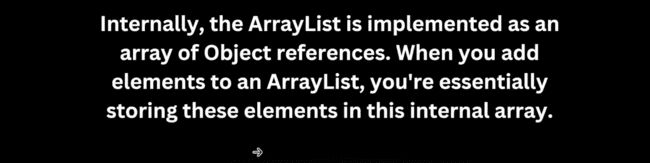 Internally, the ArrayList is implemented as an
array of Object references. When you add
elements to an ArrayList, you're essentially
storing these elements in this internal array.